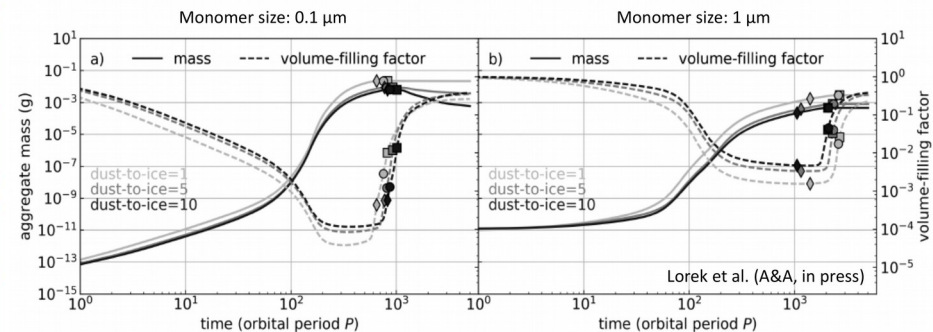 Monomer size: 0.1 µm
Monomer size: 1 µm
a) mass volume-filling factor
b) mass volume-filling factor
10¹
10⁻¹
10⁻³
10⁻⁵
10⁻⁷
10⁻⁹
10⁻¹¹
10⁻¹³
10⁻¹⁵
aggregate mass (g)
dust-to-ice=1
dust-to-ice=5
dust-to-ice=10
10⁰ 10¹ 10² 10³
time (orbital period P)
dust-to-ice=1
dust-to-ice=5
dust-to-ice=10
Lorek et al. (A&A, in press)
10⁰ 10¹ 10² 10³
time (orbital period P)
10¹
10⁰
10⁻¹
10⁻²
10⁻³
10⁻⁴
10⁻⁵
volume-filling factor